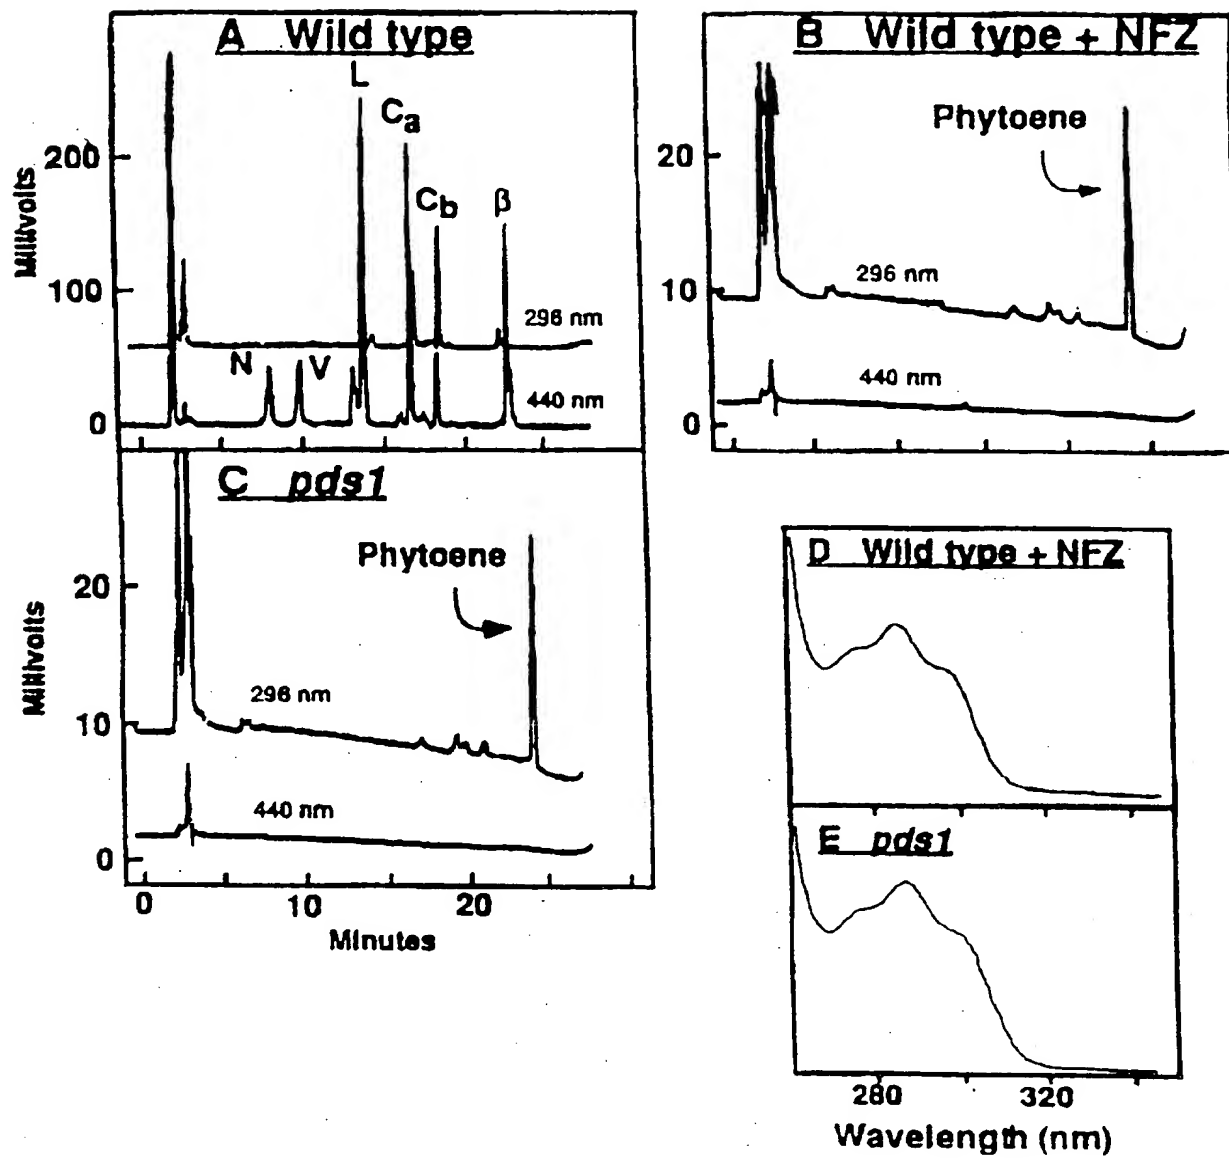 A Wild type
L
Ca
Cb
β
N
V
296 nm
440 nm
200
100
0
Millivolts
B Wild type + NFZ
Phytoene
296 nm
440 nm
20
10
0
C pds1
Phytoene
296 nm
440 nm
20
10
0
Millivolts
0 10 20
Minutes
D Wild type + NFZ
E pds1
280 320
Wavelength (nm)